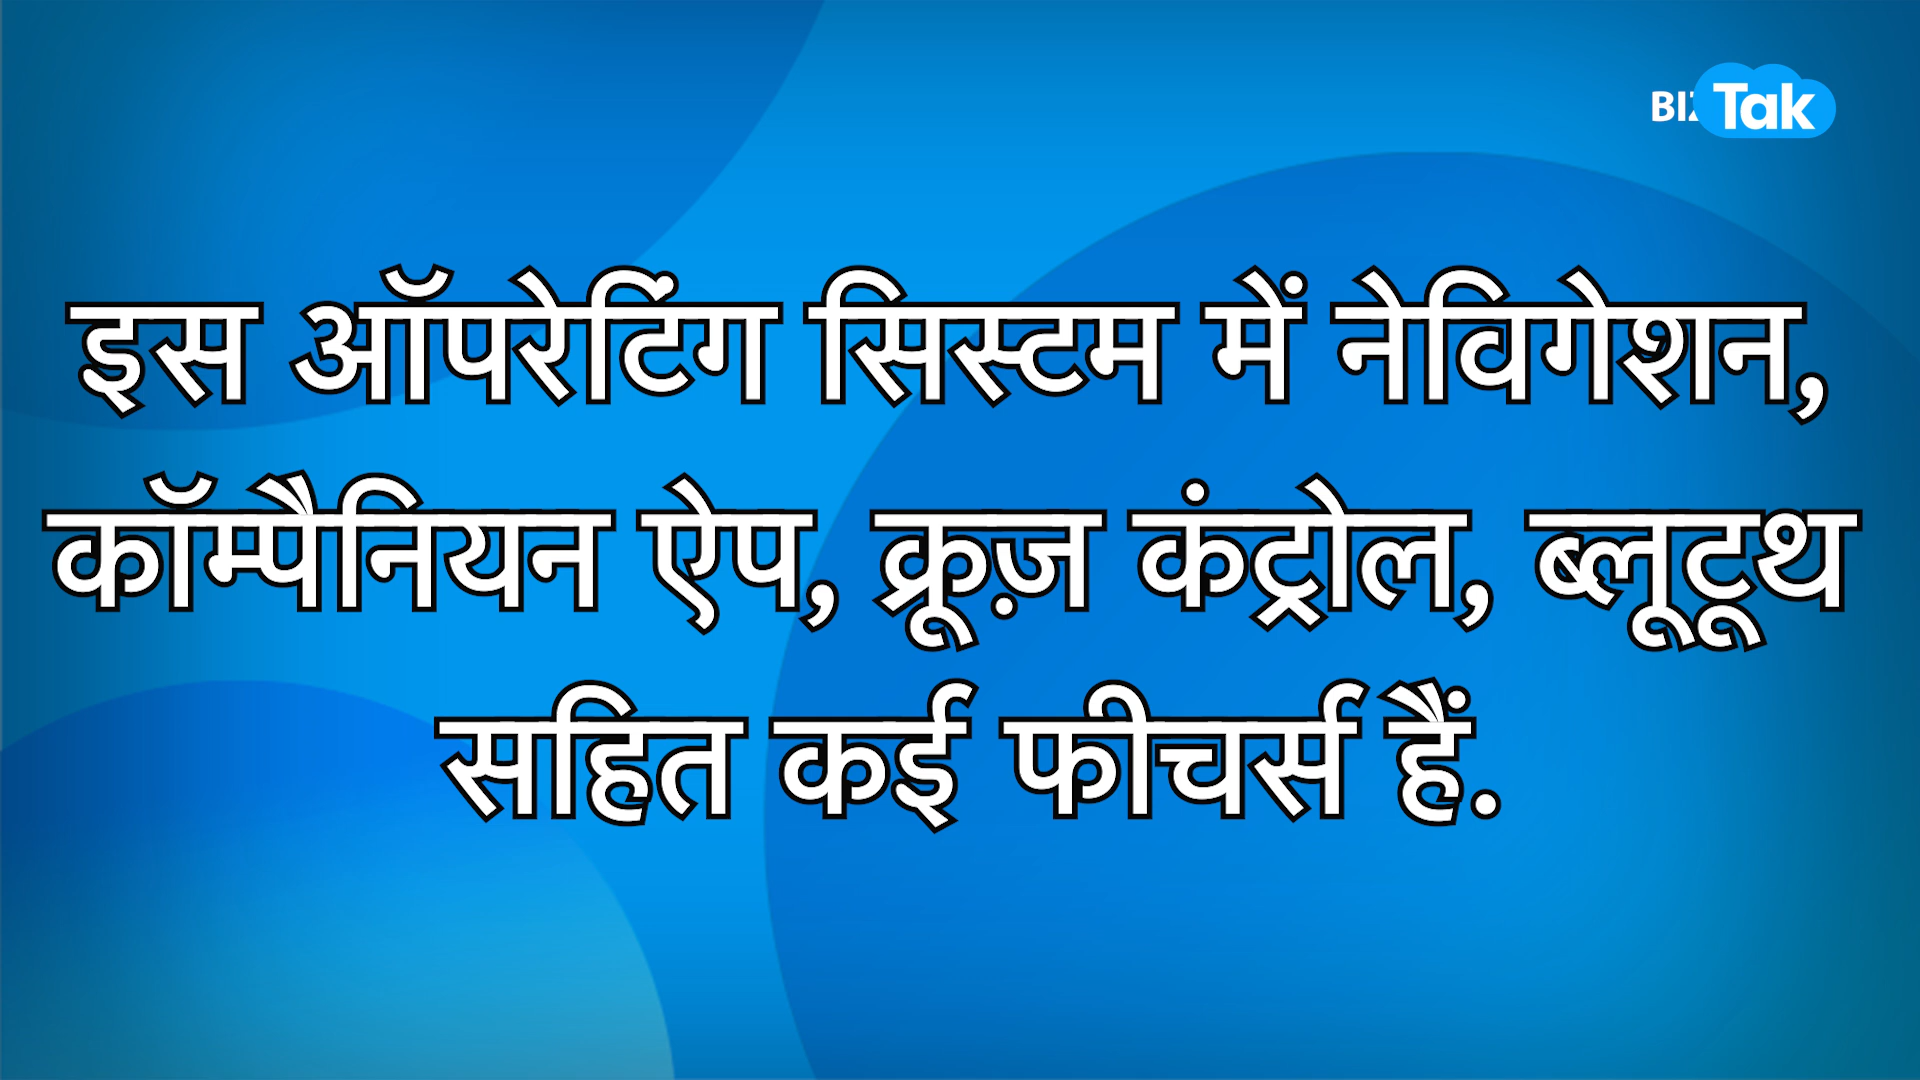 BIZ Tak
इस ऑपरेटिंग सिस्टम में नेविगेशन,
कॉम्पैनियन ऐप, क्रूज़ कंट्रोल, ब्लूटूथ
सहित कई फीचर्स हैं.